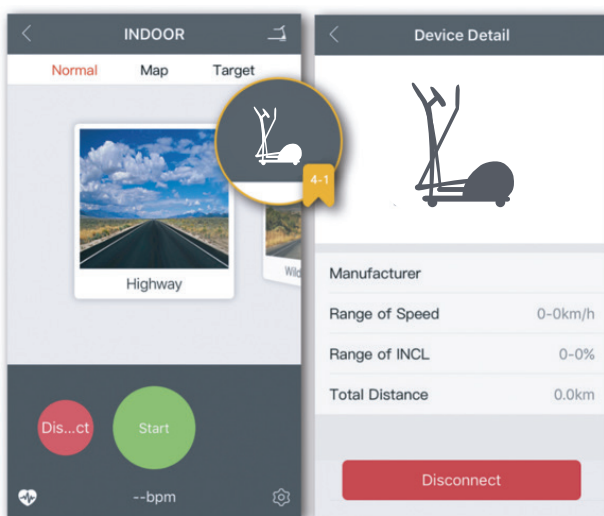 INDOOR
Normal Map Target
4-1
Highway
Wild
Dis...ct
Start
--bpm
Device Detail
Manufacturer
Range of Speed 0-0km/h
Range of INCL 0-0%
Total Distance 0.0km
Disconnect